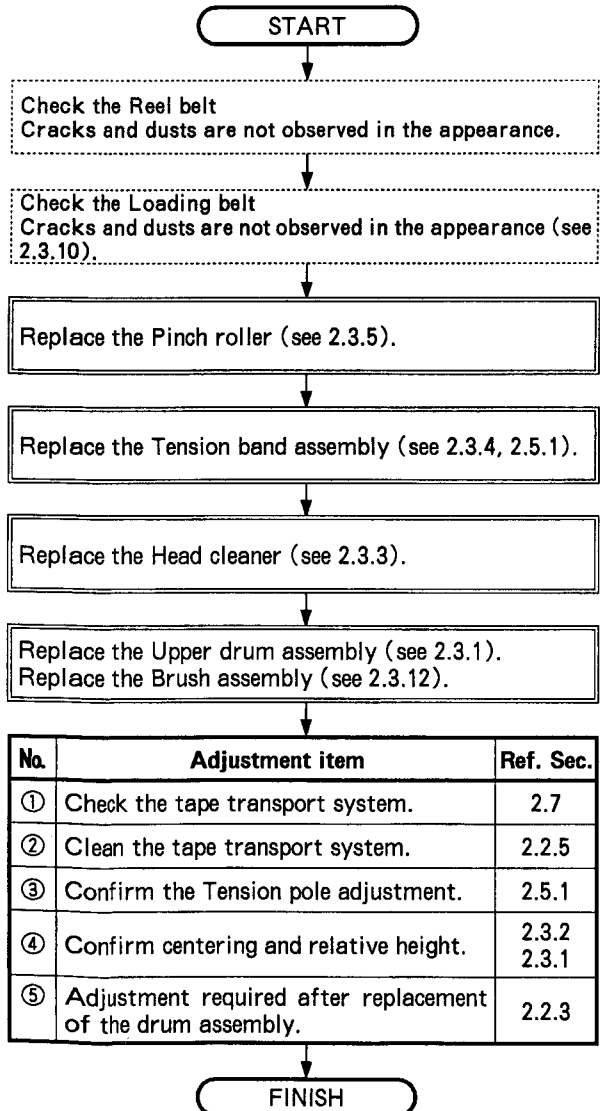 START
Check the Reel belt
Cracks and dusts are not observed in the appearance.
Check the Loading belt
Cracks and dusts are not observed in the appearance (see
2.3.10).
Replace the Pinch roller (see 2.3.5).
Replace the Tension band assembly (see 2.3.4, 2.5.1).
Replace the Head cleaner (see 2.3.3).
Replace the Upper drum assembly (see 2.3.1).
Replace the Brush assembly (see 2.3.12).
No. Adjustment item Ref. Sec.
① Check the tape transport system. 2.7
② Clean the tape transport system. 2.2.5
③ Confirm the Tension pole adjustment. 2.5.1
④ Confirm centering and relative height. 2.3.2
2.3.1
⑤ Adjustment required after replacement
of the drum assembly. 2.2.3
FINISH